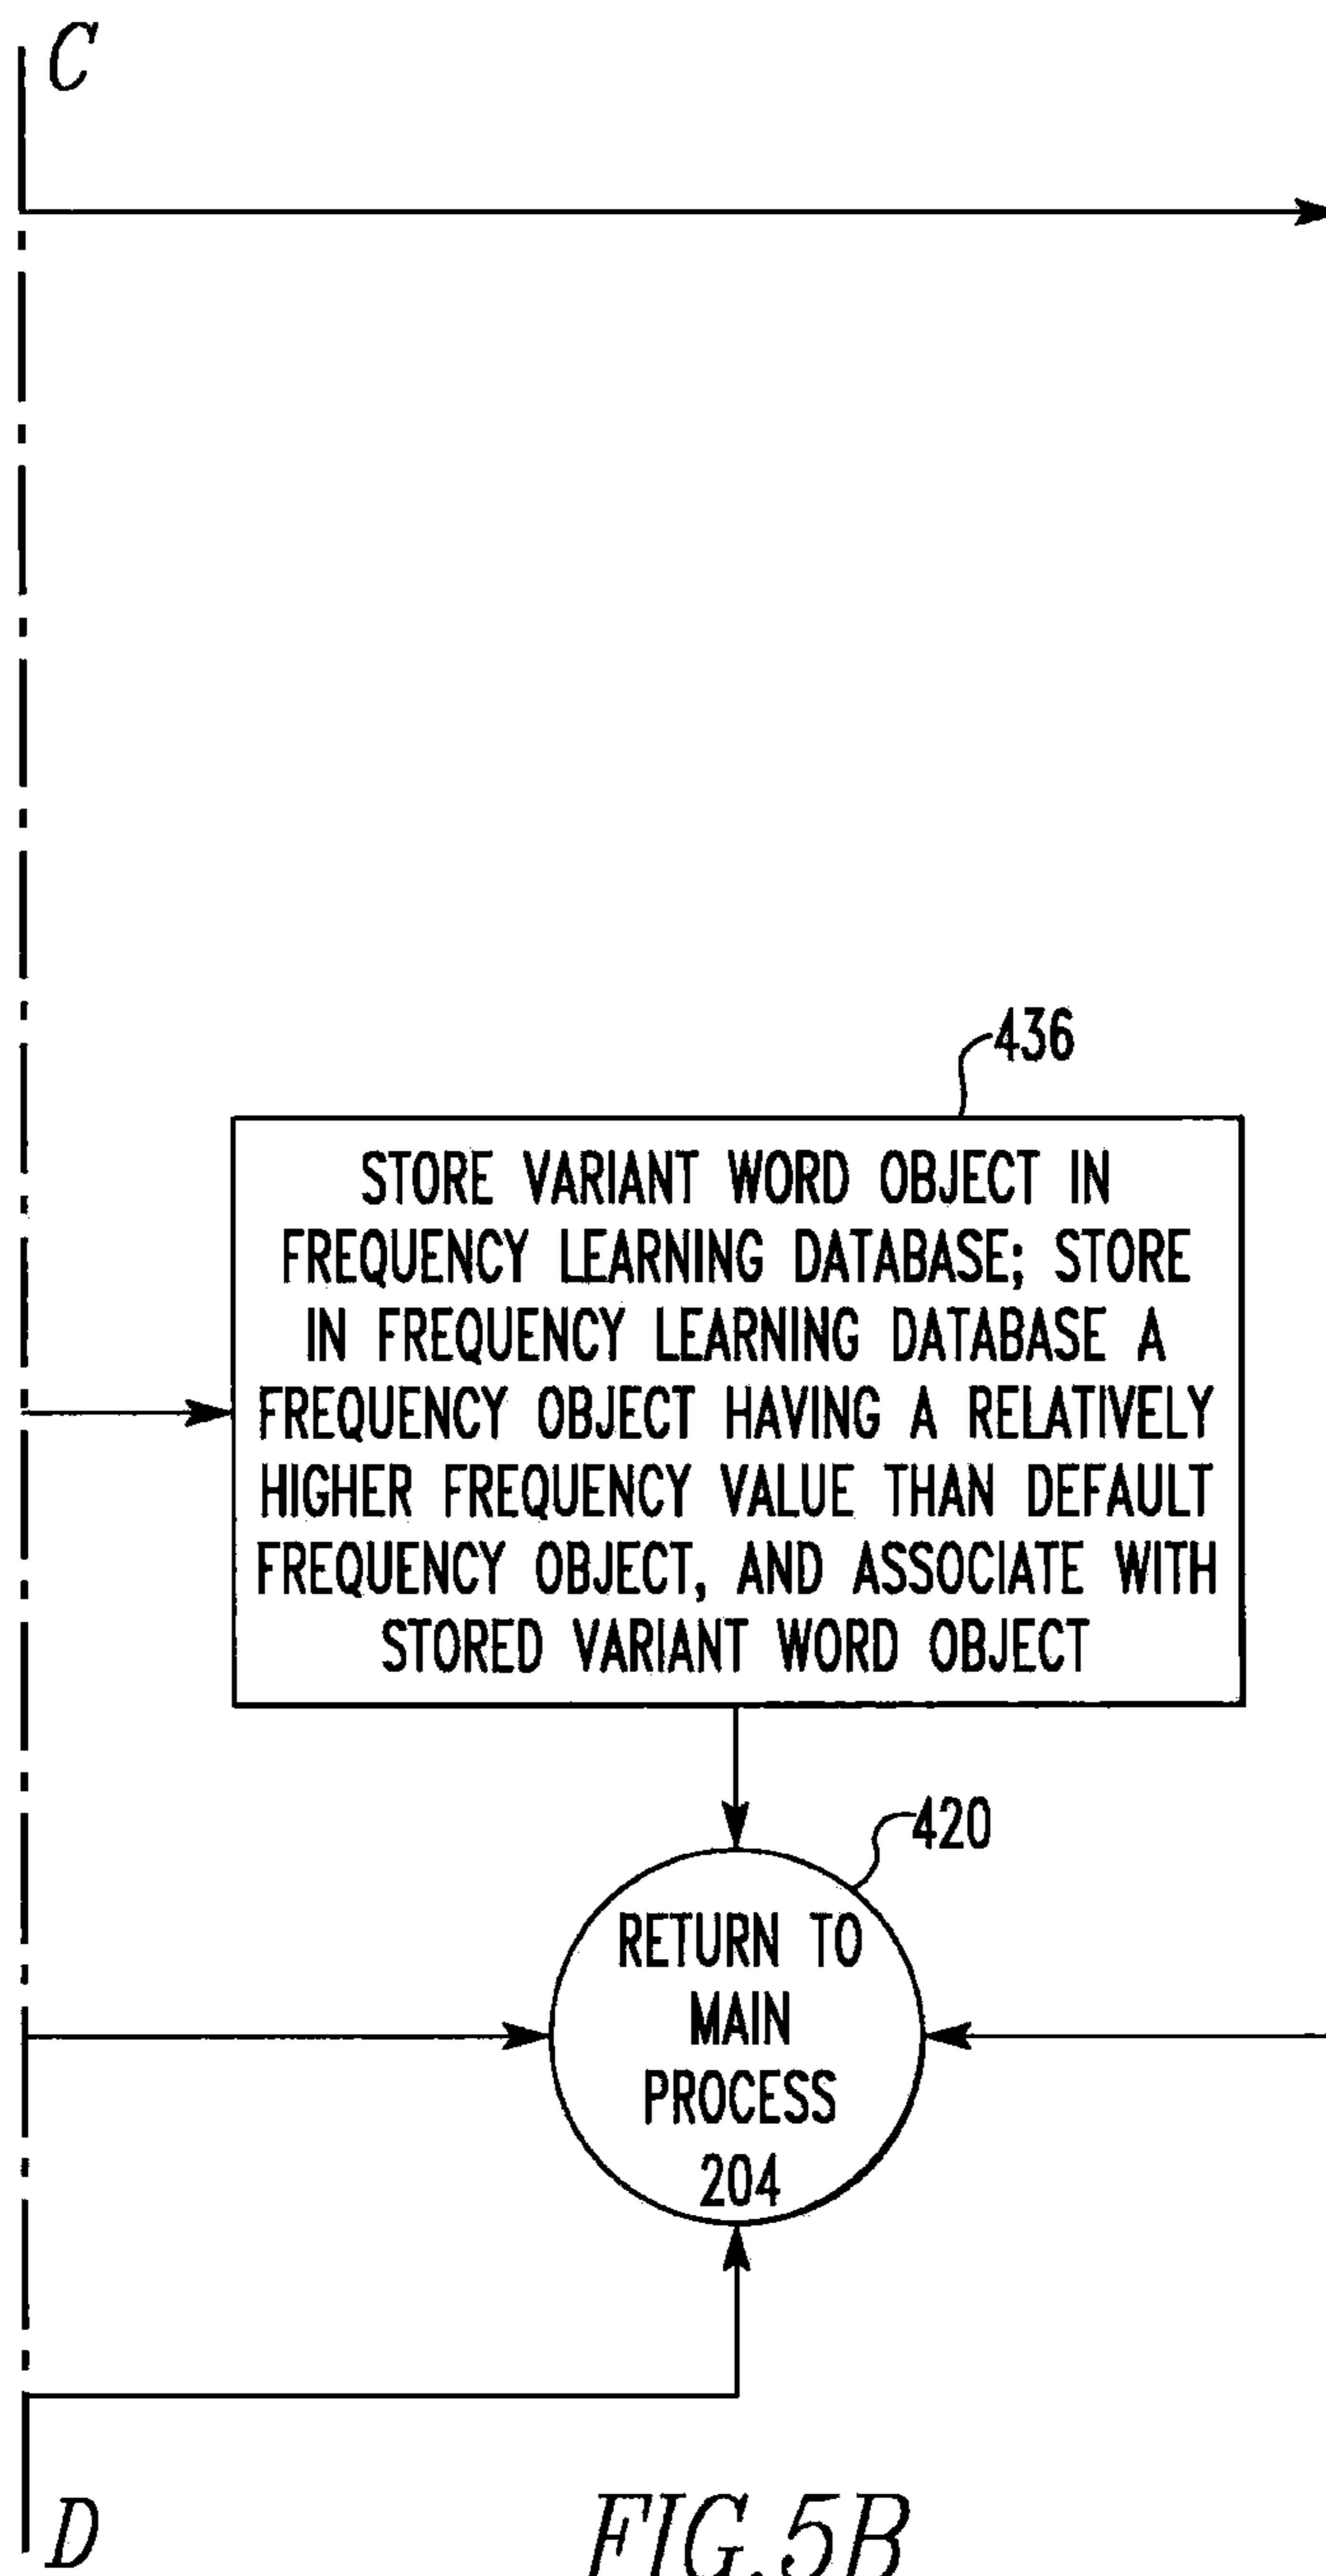 C
436
STORE VARIANT WORD OBJECT IN
FREQUENCY LEARNING DATABASE; STORE
IN FREQUENCY LEARNING DATABASE A
FREQUENCY OBJECT HAVING A RELATIVELY
HIGHER FREQUENCY VALUE THAN DEFAULT
FREQUENCY OBJECT, AND ASSOCIATE WITH
STORED VARIANT WORD OBJECT
420
RETURN TO
MAIN
PROCESS
204
D
FIG.5B